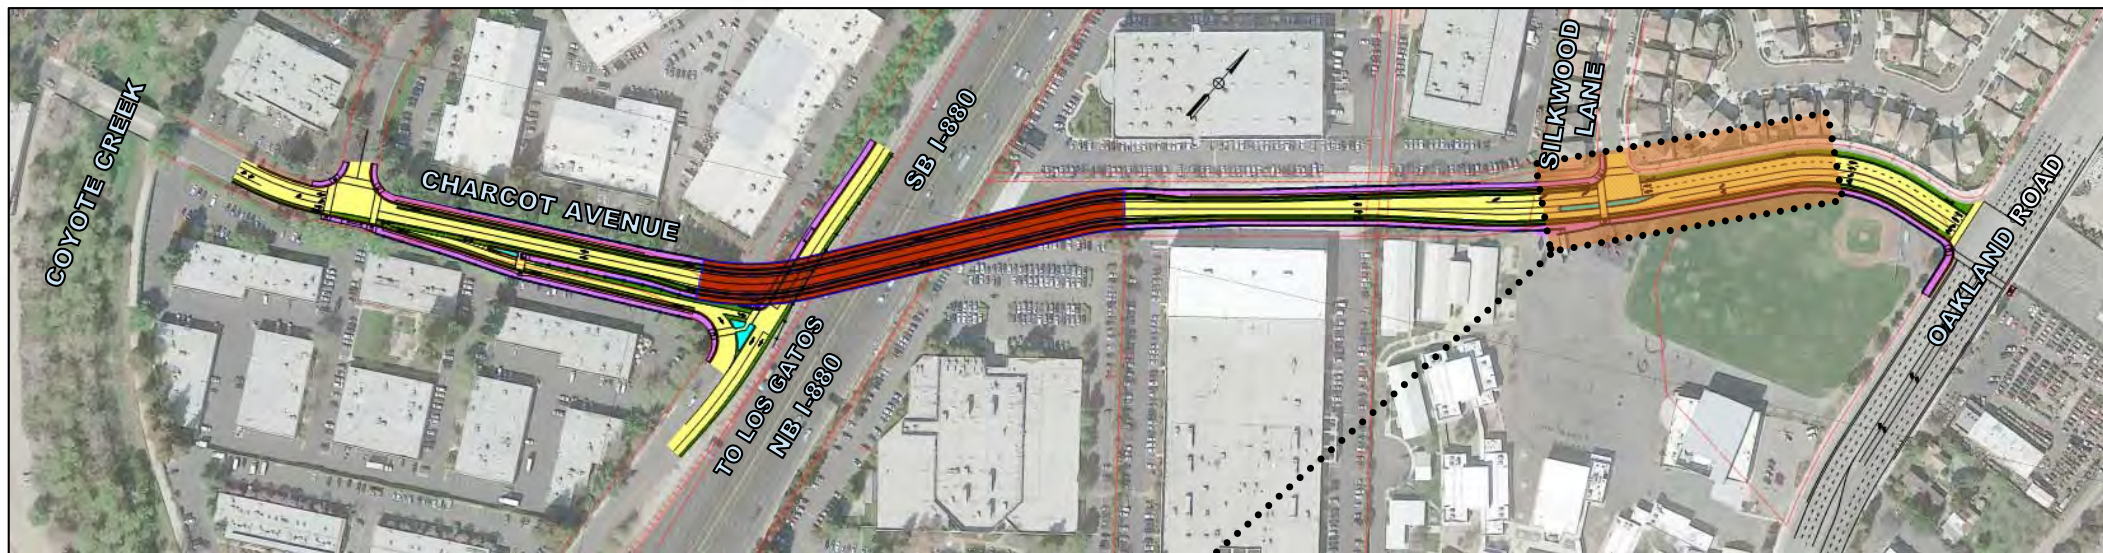 COYOTE CREEK
CHARCOT AVENUE
SB I-880
TO LOS GATOS
NB I-880
SILKWOOD
LANE
OAKLAND ROAD